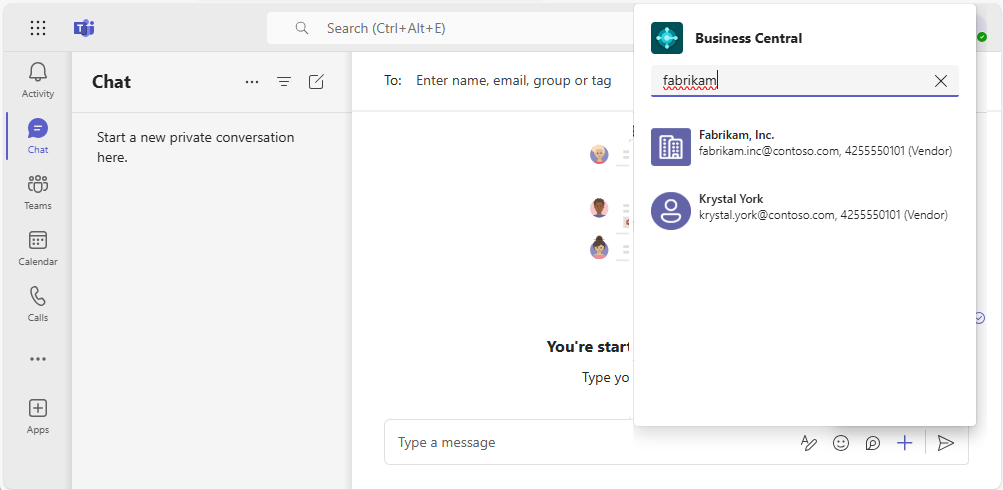 Search (Ctrl+Alt+E)
Activity
Chat
Teams
Calendar
Calls
Apps
Chat
Start a new private conversation
here.
To: Enter name, email, group or tag
You're start
Type yo
Type a message
Business Central
fabrikam
Fabrikam, Inc.
fabrikam.inc@contoso.com, 4255550101 (Vendor)
Krystal York
krystal.york@contoso.com, 4255550101 (Vendor)